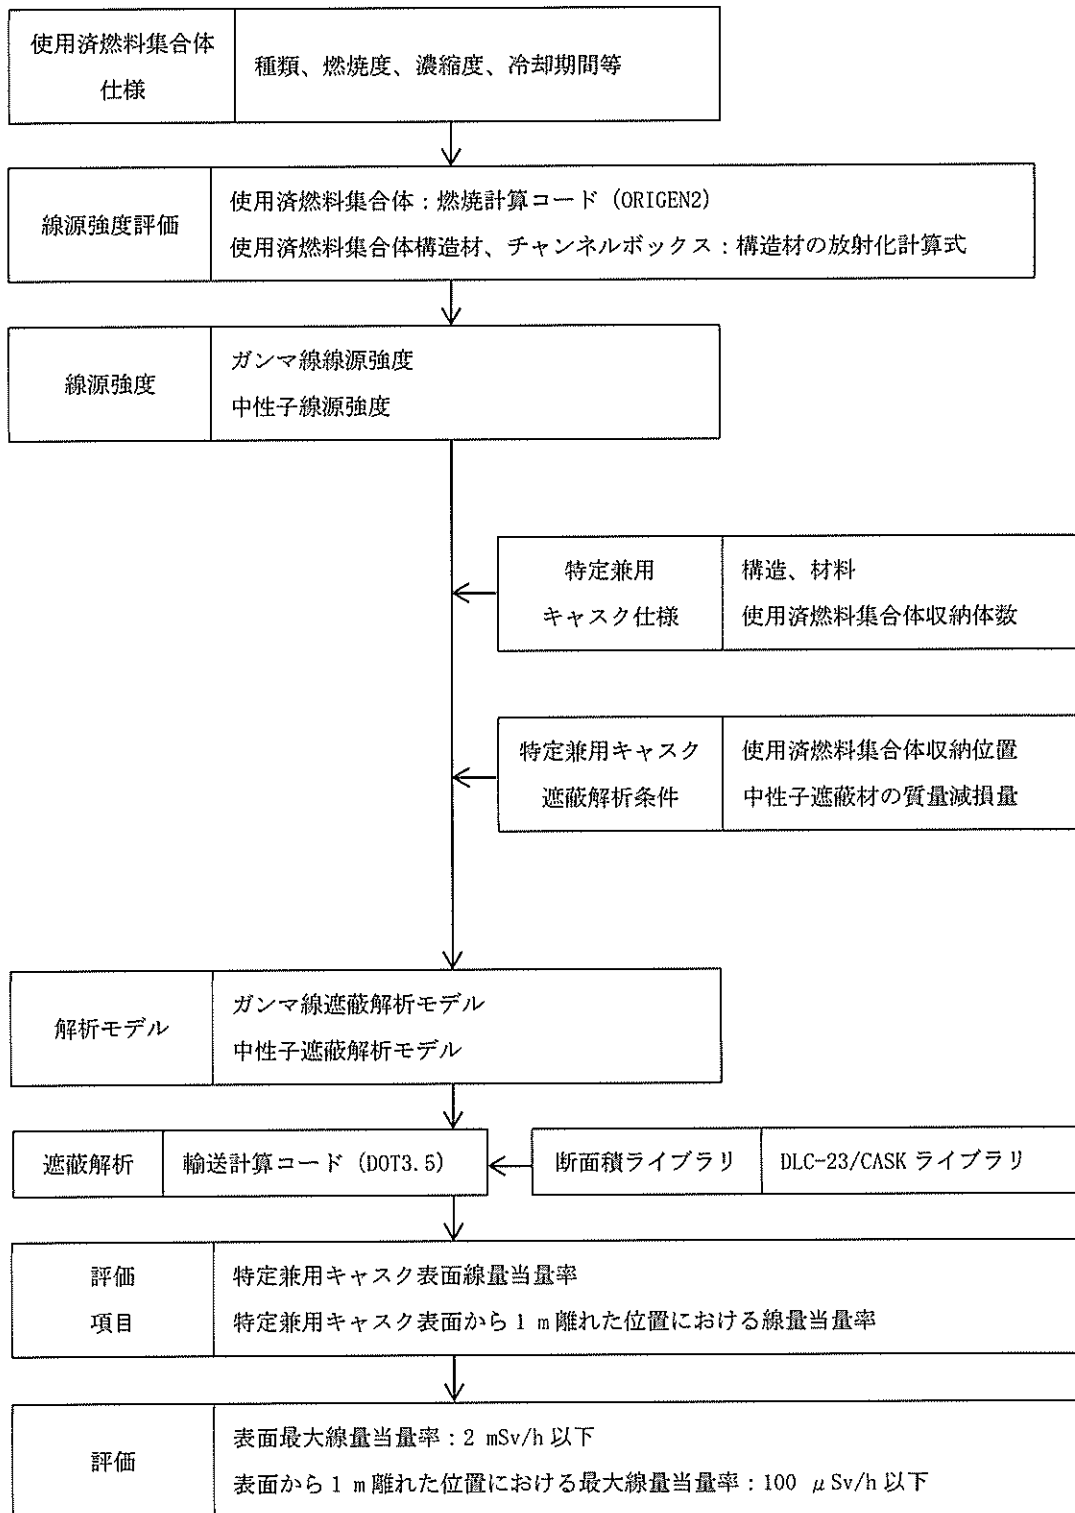 使用済燃料集合体
仕様
種類、燃焼度、濃縮度、冷却期間等
線源強度評価
使用済燃料集合体：燃焼計算コード (ORIGEN2)
使用済燃料集合体構造材、チャンネルボックス：構造材の放射化計算式
線源強度
ガンマ線線源強度
中性子線源強度
特定兼用
キャスク仕様
構造、材料
使用済燃料集合体収納体数
特定兼用キャスク
遮蔽解析条件
使用済燃料集合体収納位置
中性子遮蔽材の質量減損量
解析モデル
ガンマ線遮蔽解析モデル
中性子遮蔽解析モデル
遮蔽解析
輸送計算コード (DOT3.5)
断面積ライブラリ
DLC-23/CASK ライブラリ
評価
項目
特定兼用キャスク表面線量当量率
特定兼用キャスク表面から 1 m 離れた位置における線量当量率
評価
表面最大線量当量率：2 mSv/h 以下
表面から 1 m 離れた位置における最大線量当量率：100 μSv/h 以下